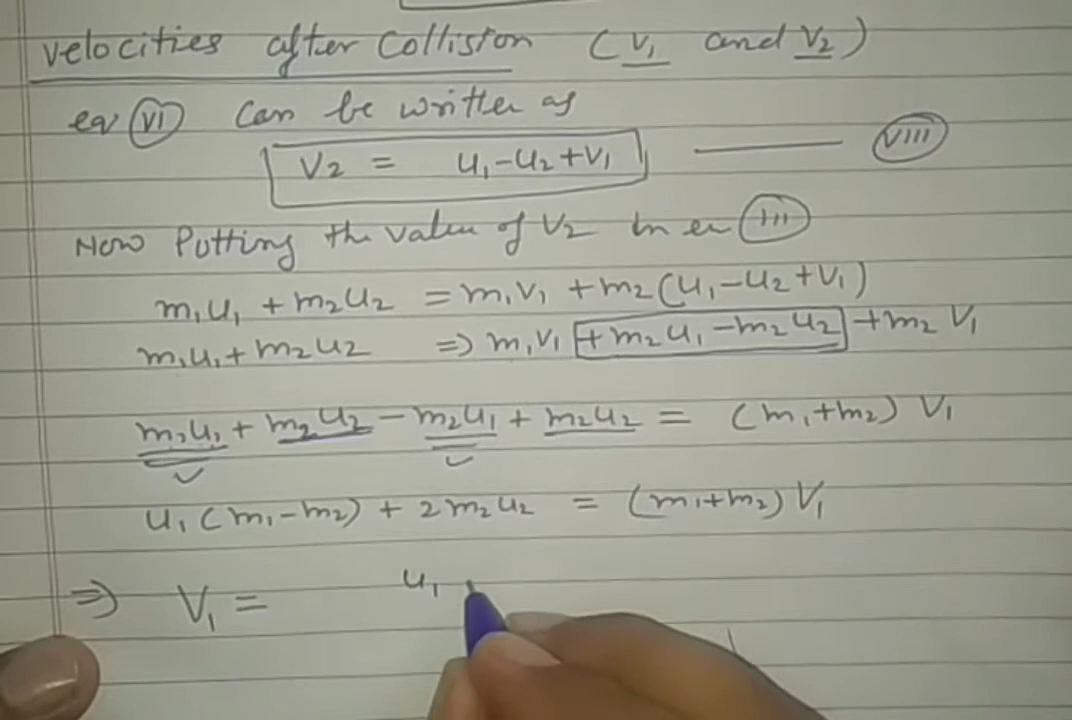 velocities after Collision (V₁ and V₂)
eq (VI) Can be written as
V₂ = u₁-u₂+V₁ (VIII)
Now Putting the value of V₂ in eq (III)
m₁u₁ + m₂u₂ = m₁V₁ + m₂(u₁-u₂+V₁)
m₁u₁+m₂u₂ => m₁V₁ +m₂u₁-m₂u₂ +m₂V₁
m₁u₁+m₂u₂-m₂u₁+m₂u₂ = (m₁+m₂) V₁
u₁(m₁-m₂)+2m₂u₂ = (m₁+m₂)V₁
=> V₁ = u₁